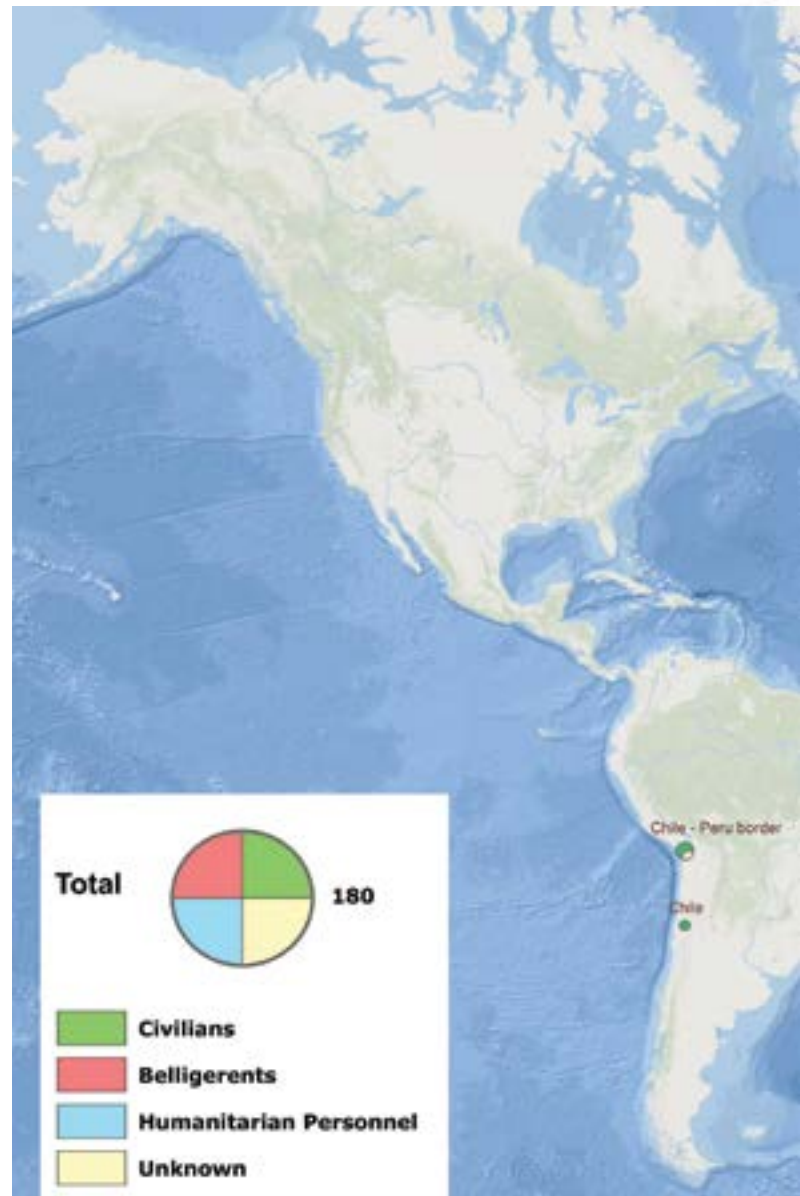 Chile - Peru border
Chile
Total
180
Civilians
Belligerents
Humanitarian Personnel
Unknown